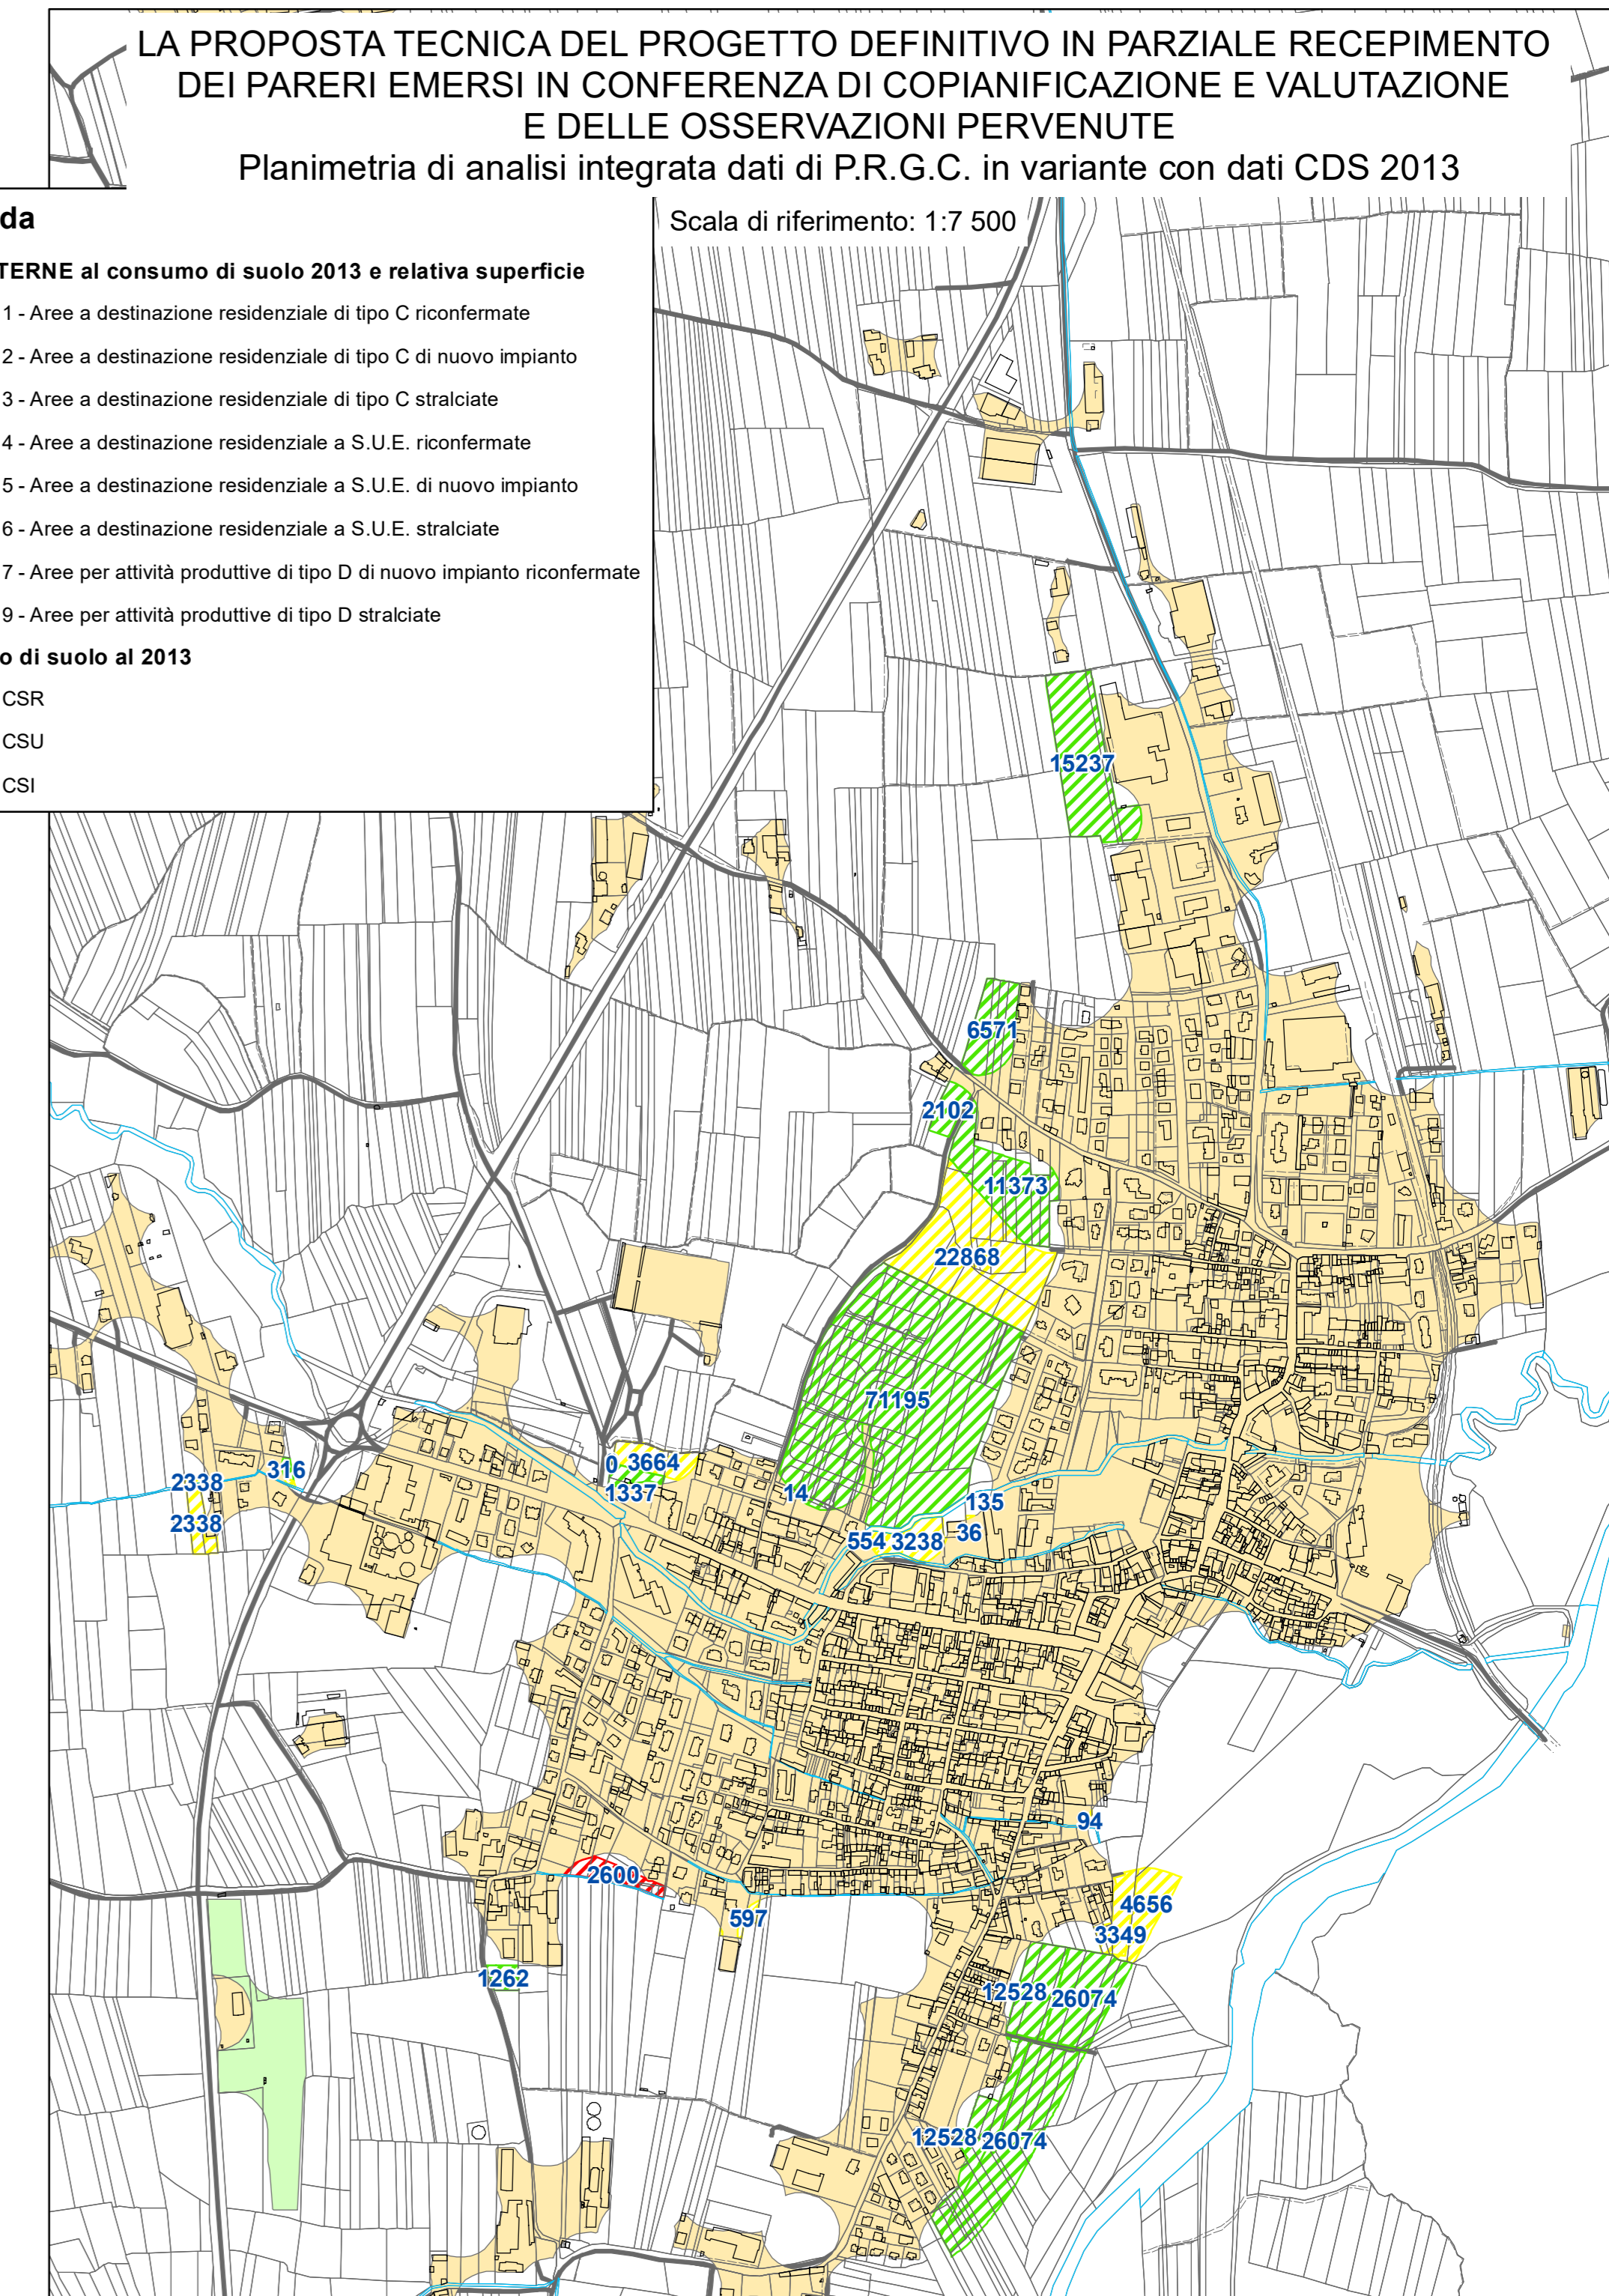 LA PROPOSTA TECNICA DEL PROGETTO DEFINITIVO IN PARZIALE RECEPIMENTO
DEI PARERI EMERSI IN CONFERENZA DI COPIANIFICAZIONE E VALUTAZIONE
E DELLE OSSERVAZIONI PERVENUTE
Planimetria di analisi integrata dati di P.R.G.C. in variante con dati CDS 2013
Scala di riferimento: 1:7 500
da
TERNE al consumo di suolo 2013 e relativa superficie
1 - Aree a destinazione residenziale di tipo C riconfermate
2 - Aree a destinazione residenziale di tipo C di nuovo impianto
3 - Aree a destinazione residenziale di tipo C stralciate
4 - Aree a destinazione residenziale a S.U.E. riconfermate
5 - Aree a destinazione residenziale a S.U.E. di nuovo impianto
6 - Aree a destinazione residenziale a S.U.E. stralciate
7 - Aree per attività produttive di tipo D di nuovo impianto riconfermate
9 - Aree per attività produttive di tipo D stralciate
o di suolo al 2013
CSR
CSU
CSI
15237
6571
2102
11373
22868
71195
316
2338
2338
0 3664
1337
14
135
36
554 3238
94
2600
597
4656
3349
1262
12528 26074
12528 26074